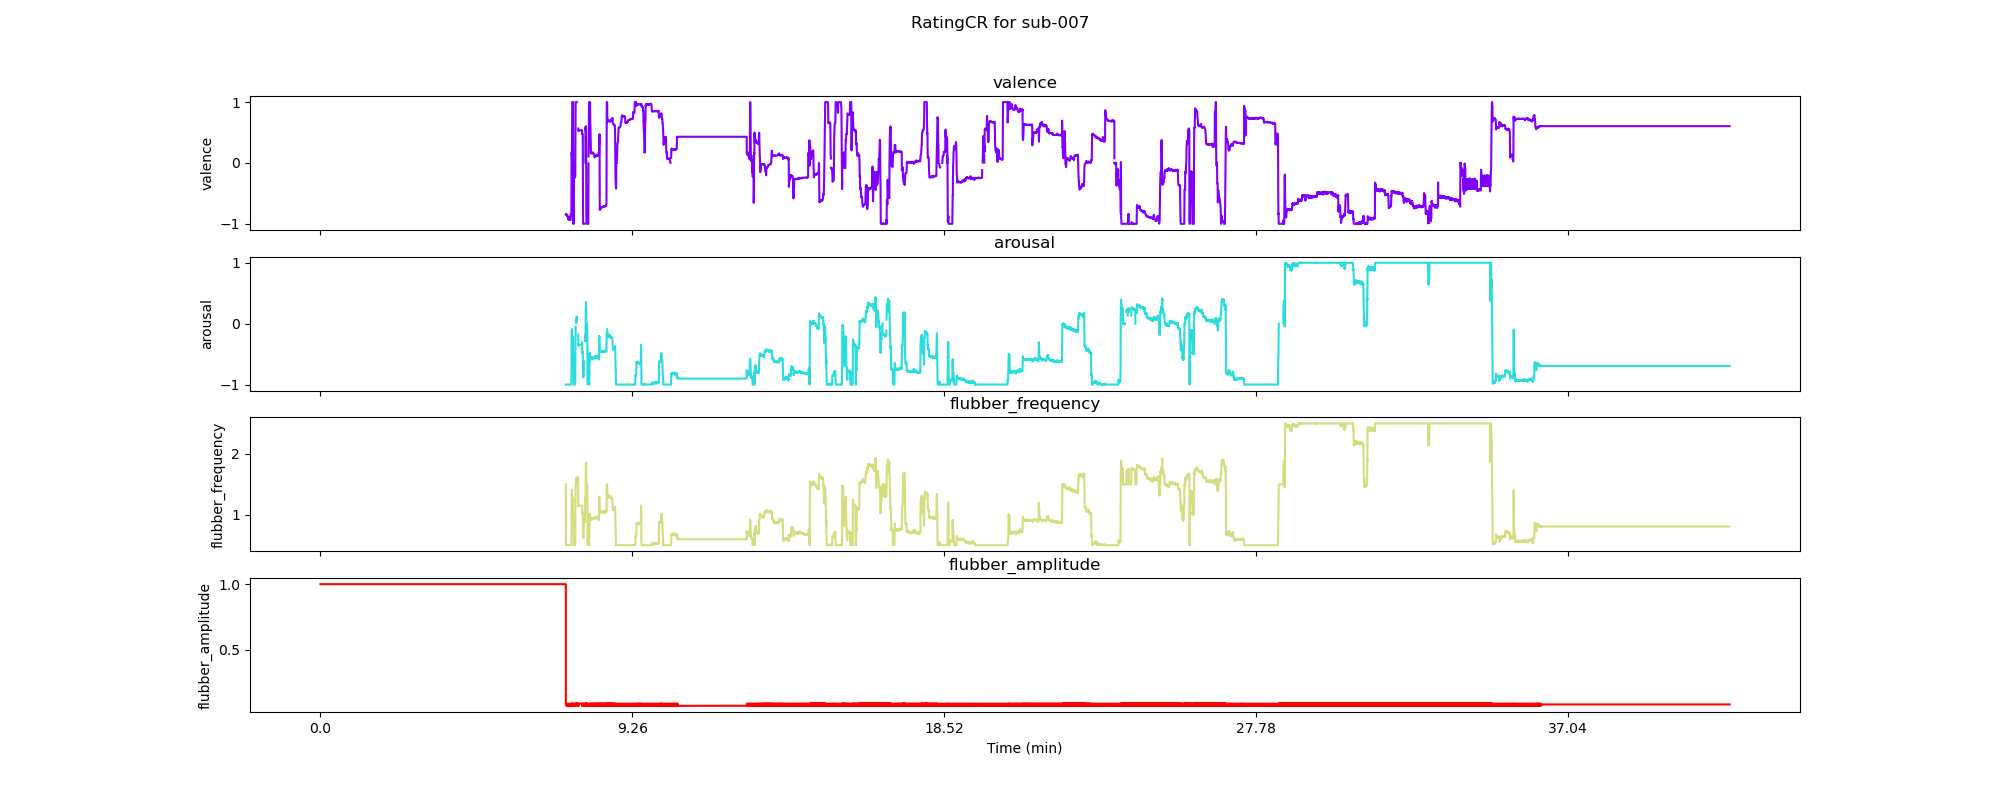 RatingCR for sub-007
valence
valence
1
0
−1
arousal
arousal
1
0
−1
flubber_frequency
flubber_frequency
2
1
flubber_amplitude
flubber_amplitude
1.0
0.5
0.0 9.26 18.52 27.78 37.04
Time (min)